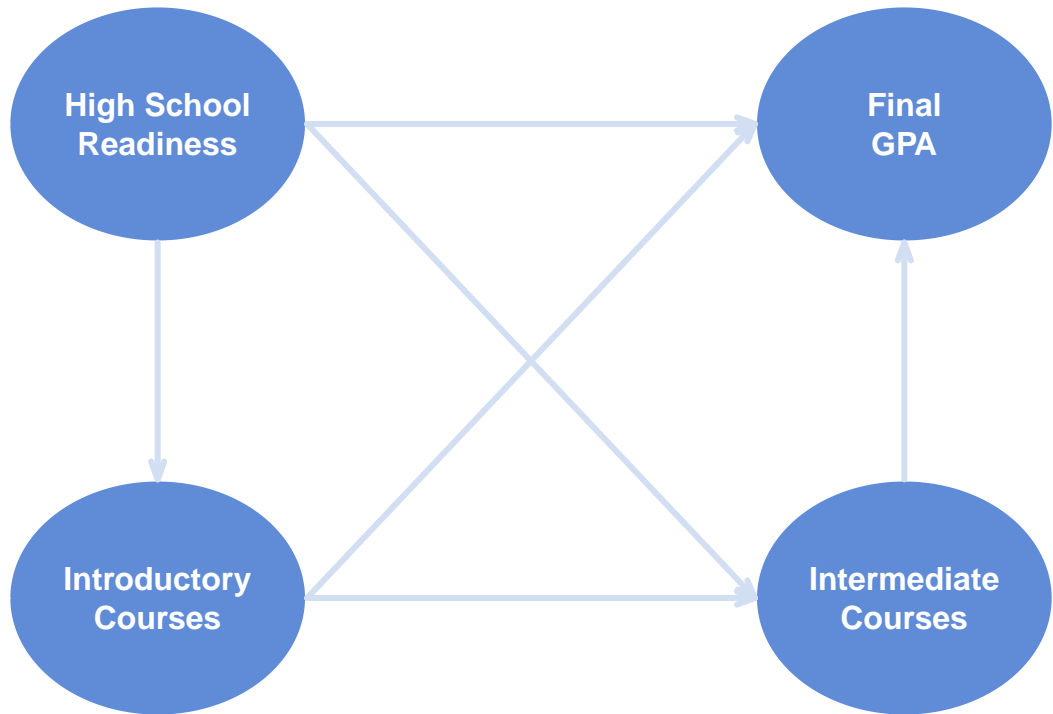 High School
Readiness
Final
GPA
Introductory
Courses
Intermediate
Courses